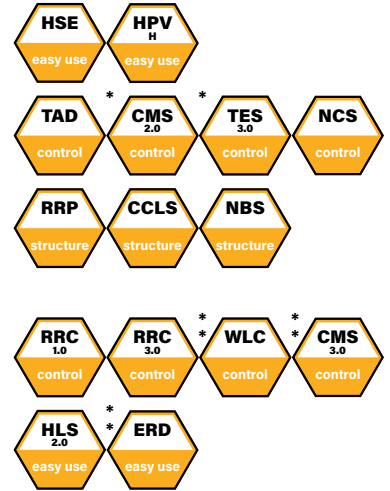 HSE HPV
H
easy use easy use
* *
TAD CMS TES NCS
2.0 3.0
control control control control
RRP CCLS NBS
structure structure structure
* *
* *
RRC RRC WLC CMS
1.0 3.0 3.0
control control control control
*
*
HLS ERD
2.0
easy use easy use